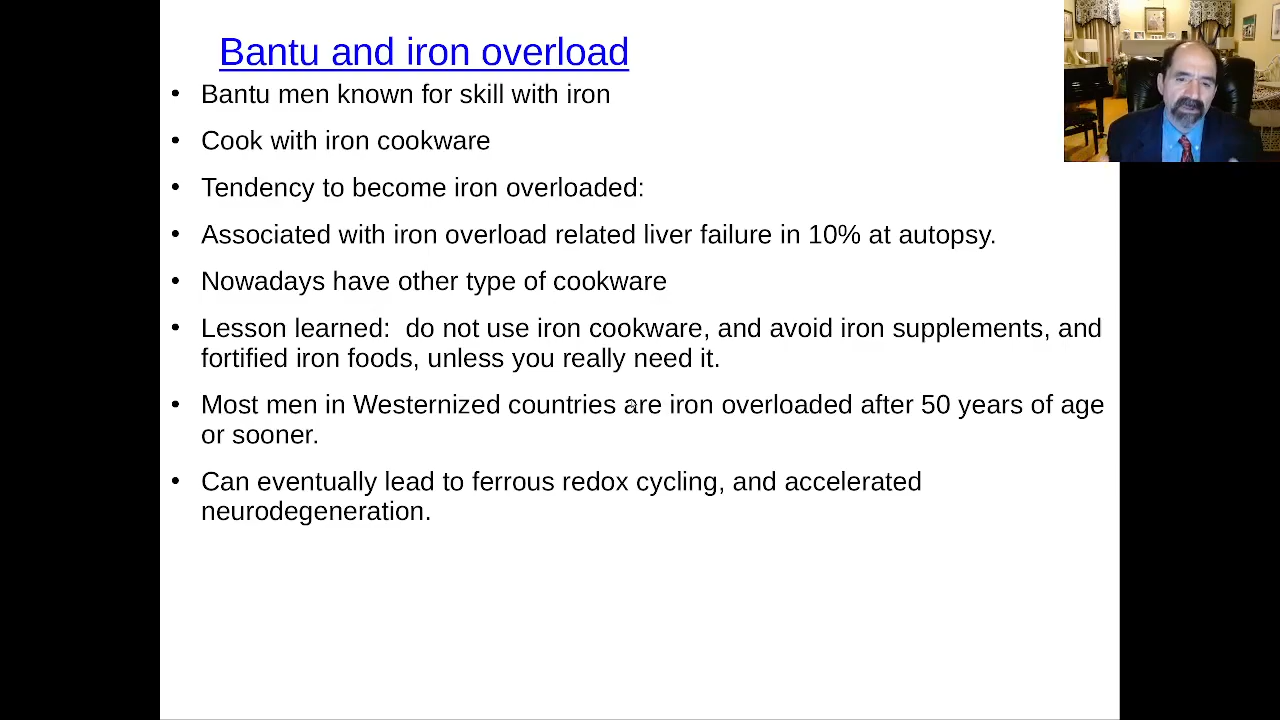 Bantu and iron overload
• Bantu men known for skill with iron
• Cook with iron cookware
• Tendency to become iron overloaded:
• Associated with iron overload related liver failure in 10% at autopsy.
• Nowadays have other type of cookware
• Lesson learned:  do not use iron cookware, and avoid iron supplements, and
fortified iron foods, unless you really need it.
• Most men in Westernized countries are iron overloaded after 50 years of age
or sooner.
• Can eventually lead to ferrous redox cycling, and accelerated
neurodegeneration.